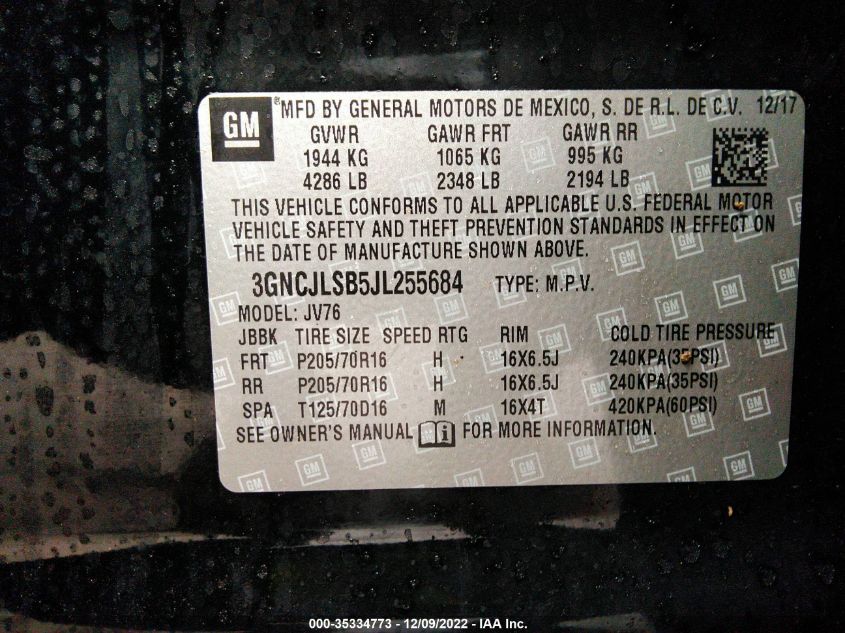 GM ® MFD BY GENERAL MOTORS DE MEXICO, S. DE R.L. DE C.V. 12/17
GVWR GAWR FRT GAWR RR
1944 KG 1065 KG 995 KG
4286 LB 2348 LB 2194 LB
THIS VEHICLE CONFORMS TO ALL APPLICABLE U.S. FEDERAL MOTOR
VEHICLE SAFETY AND THEFT PREVENTION STANDARDS IN EFFECT ON
THE DATE OF MANUFACTURE SHOWN ABOVE.
3GNCJLSB5JL255684 TYPE: M.P.V.
MODEL: JV76
JBBK TIRE SIZE SPEED RTG RIM COLD TIRE PRESSURE
FRT P205/70R16 H 16X6.5J 240KPA(35PSI)
RR P205/70R16 H 16X6.5J 240KPA(35PSI)
SPA T125/70D16 M 16X4T 420KPA(60PSI)
SEE OWNER'S MANUAL FOR MORE INFORMATION.
000-35334773 - 12/09/2022 - IAA Inc.